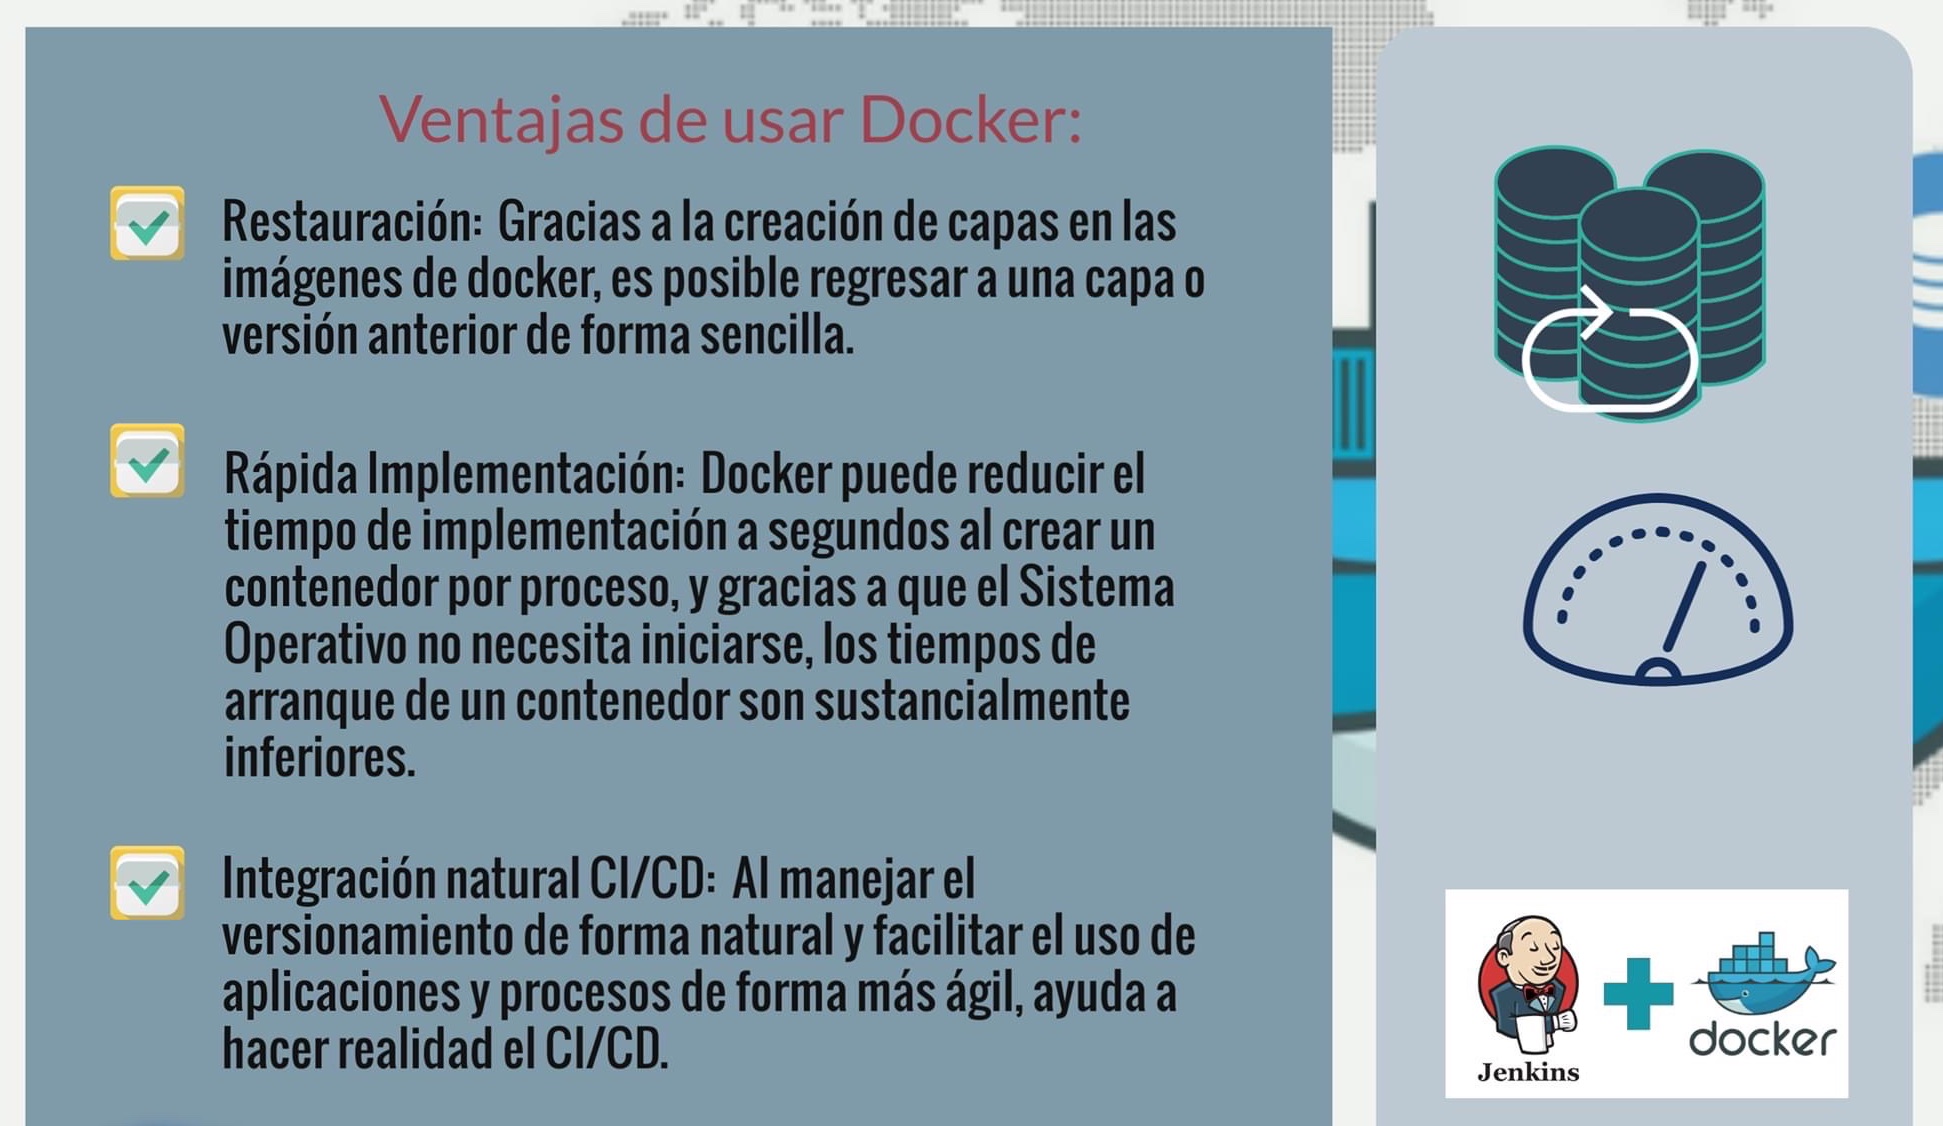 Ventajas de usar Docker:
Restauración: Gracias a la creación de capas en las
imágenes de docker, es posible regresar a una capa o
versión anterior de forma sencilla.
Rápida Implementación: Docker puede reducir el
tiempo de implementación a segundos al crear un
contenedor por proceso, y gracias a que el Sistema
Operativo no necesita iniciarse, los tiempos de
arranque de un contenedor son sustancialmente
inferiores.
Integración natural CI/CD: Al manejar el
versionamiento de forma natural y facilitar el uso de
aplicaciones y procesos de forma más ágil, ayuda a
hacer realidad el CI/CD.
docker
Jenkins